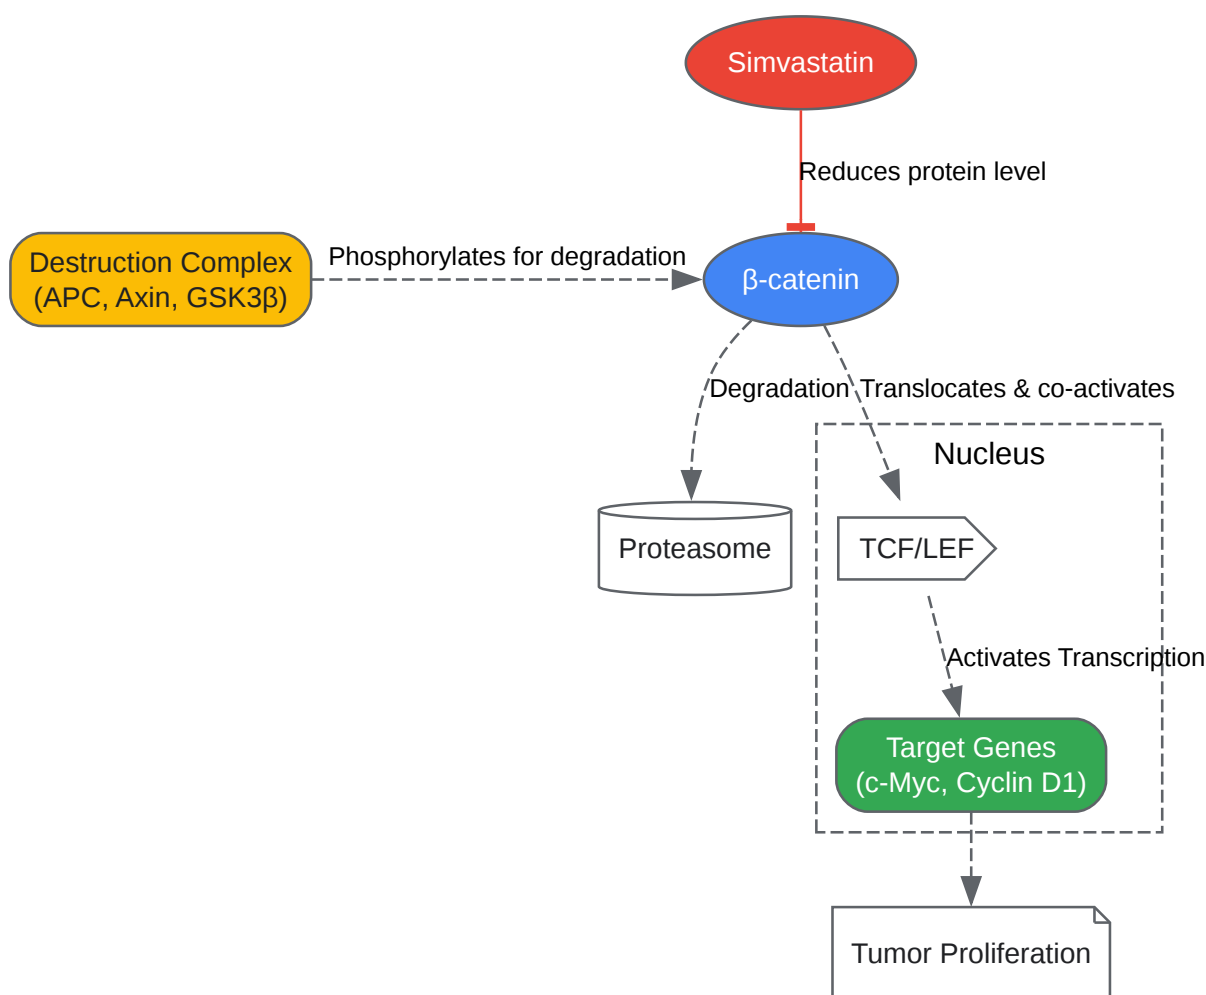 Simvastatin
Reduces protein level
Destruction Complex
(APC, Axin, GSK3β)
Phosphorylates for degradation
β-catenin
Degradation
Translocates & co-activates
Nucleus
Proteasome
TCF/LEF
Activates Transcription
Target Genes
(c-Myc, Cyclin D1)
Tumor Proliferation